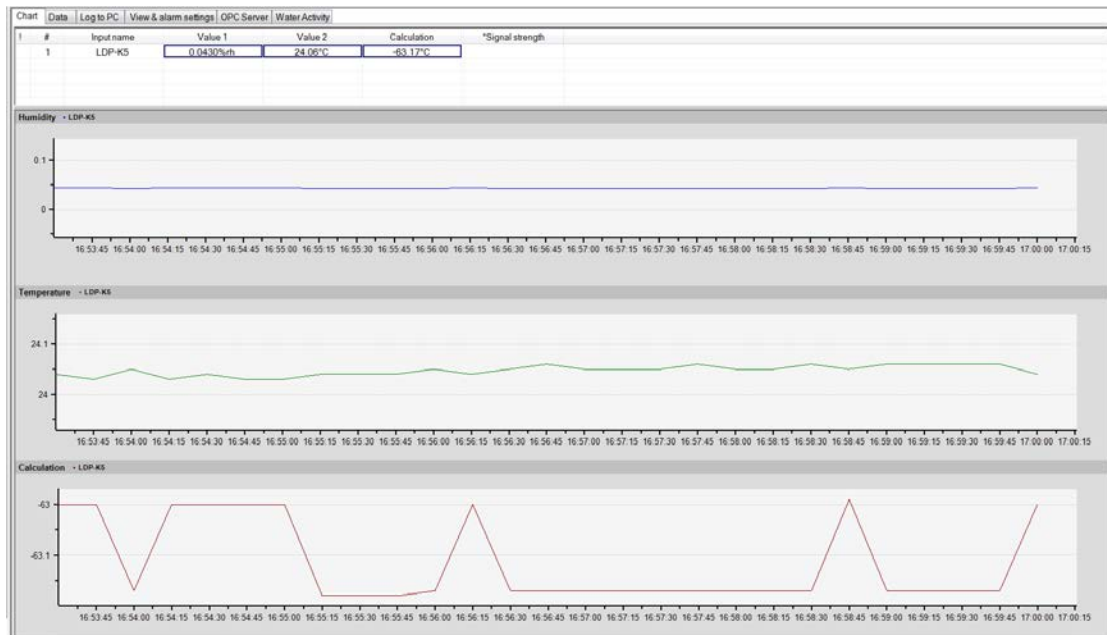 Chart Data Log to PC View & alarm settings OPC Server Water Activity
! # Input name Value 1 Value 2 Calculation *Signal strength
1 LDP-K5 0.0430%rh 24.06°C -63.17°C
Humidity • LDP-K5
0.1
0
16:53:45 16:54:00 16:54:15 16:54:30 16:54:45 16:55:00 16:55:15 16:55:30 16:55:45 16:56:00 16:56:15 16:56:30 16:56:45 16:57:00 16:57:15 16:57:30 16:57:45 16:58:00 16:58:15 16:58:30 16:58:45 16:59:00 16:59:15 16:59:30 16:59:45 17:00:00 17:00:15
Temperature • LDP-K5
24.1
24
16:53:45 16:54:00 16:54:15 16:54:30 16:54:45 16:55:00 16:55:15 16:55:30 16:55:45 16:56:00 16:56:15 16:56:30 16:56:45 16:57:00 16:57:15 16:57:30 16:57:45 16:58:00 16:58:15 16:58:30 16:58:45 16:59:00 16:59:15 16:59:30 16:59:45 17:00:00 17:00:15
Calculation • LDP-K5
-63
-63.1
16:53:45 16:54:00 16:54:15 16:54:30 16:54:45 16:55:00 16:55:15 16:55:30 16:55:45 16:56:00 16:56:15 16:56:30 16:56:45 16:57:00 16:57:15 16:57:30 16:57:45 16:58:00 16:58:15 16:58:30 16:58:45 16:59:00 16:59:15 16:59:30 16:59:45 17:00:00 17:00:15